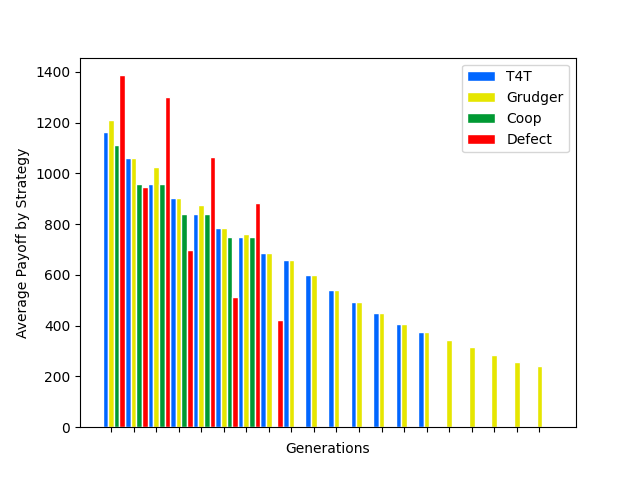 1400
1200
1000
800
600
400
200
0
Average Payoff by Strategy
Generations
T4T
Grudger
Coop
Defect